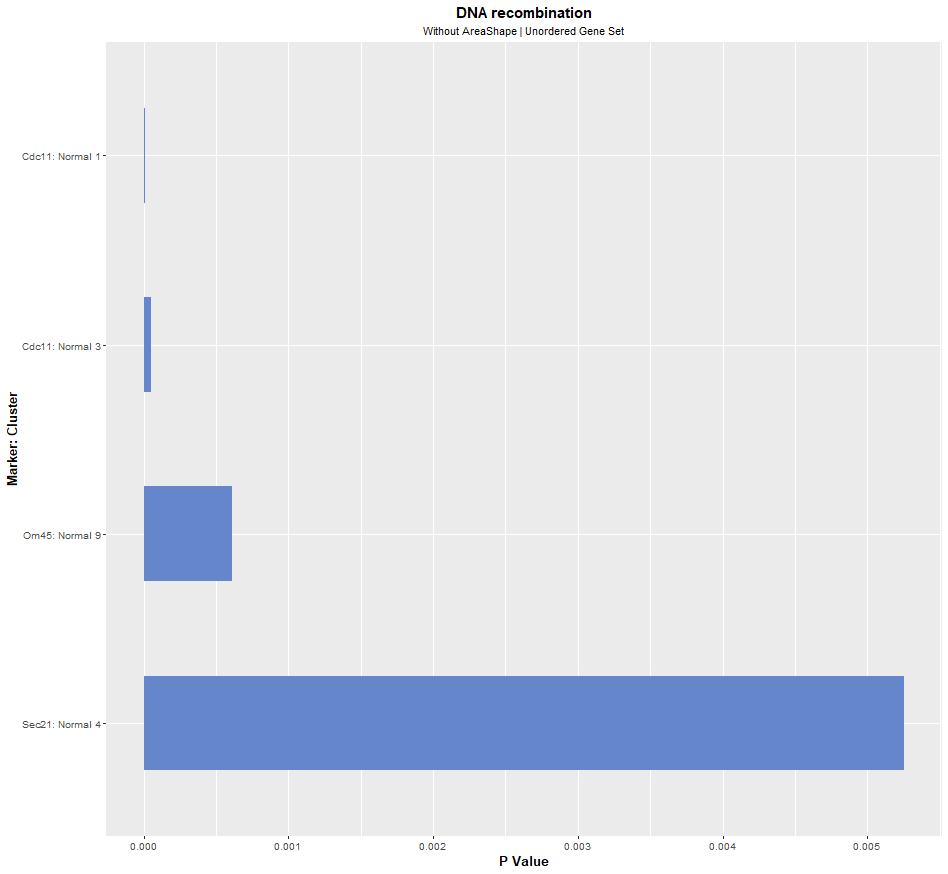 DNA recombination
Without AreaShape | Unordered Gene Set
Cdc11: Normal 1
Cdc11: Normal 3
Om45: Normal 9
Sec21: Normal 4
Marker: Cluster
0.000 0.001 0.002 0.003 0.004 0.005
P Value